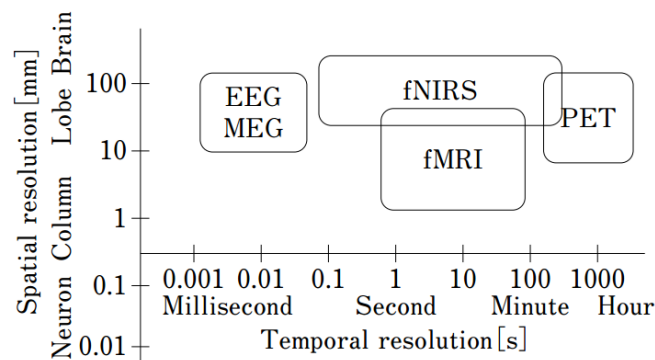 Spatial resolution[mm]
Neuron Column Lobe Brain
100
10
1
0.1
0.01
EEG
MEG
fNIRS
fMRI
PET
0.001 0.01 0.1 1 10 100 1000
Millisecond Second Minute Hour
Temporal resolution[s]